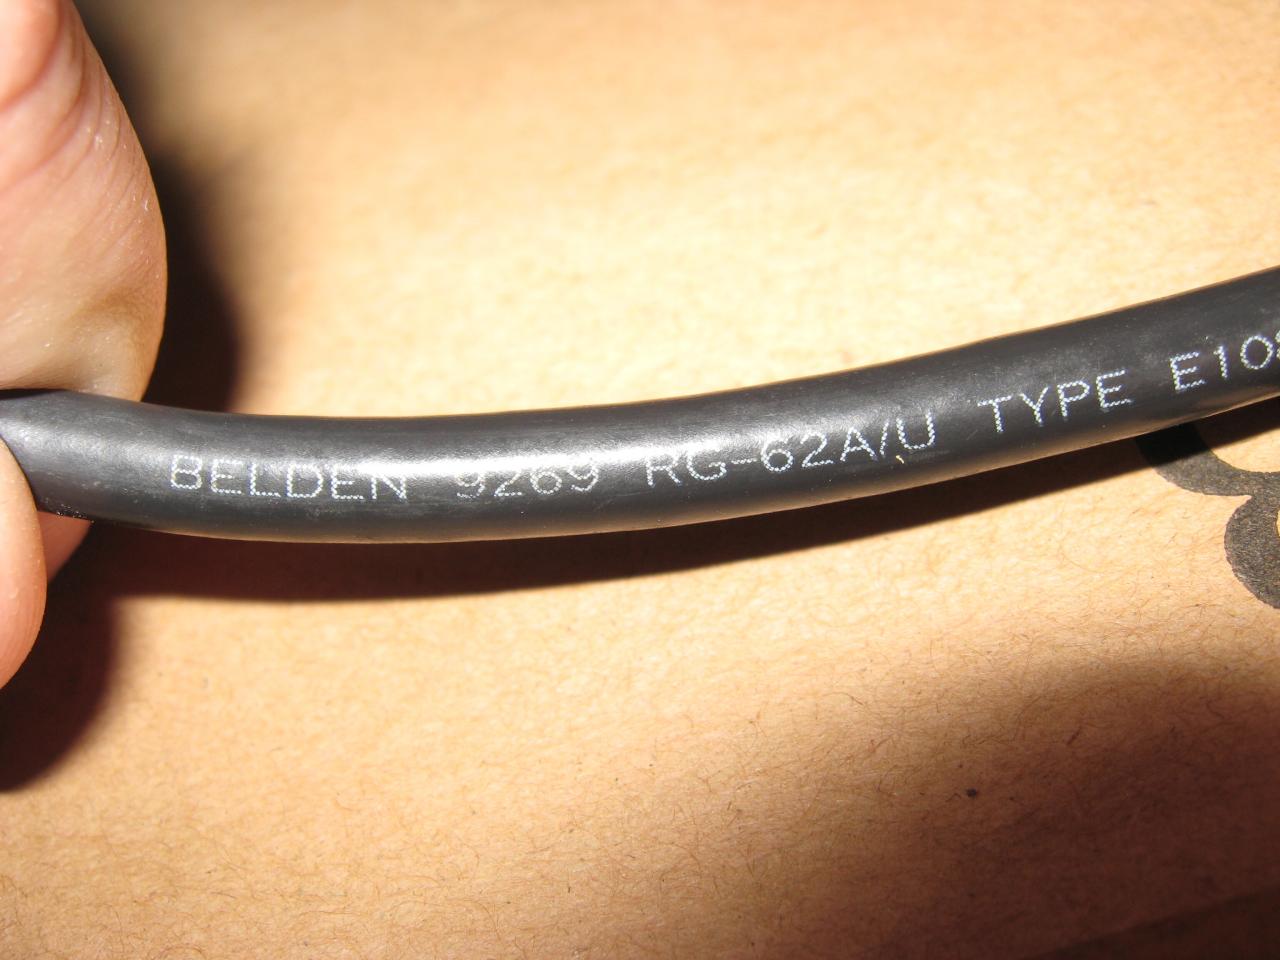 BELDEN 9269 RG-62A/U TYPE